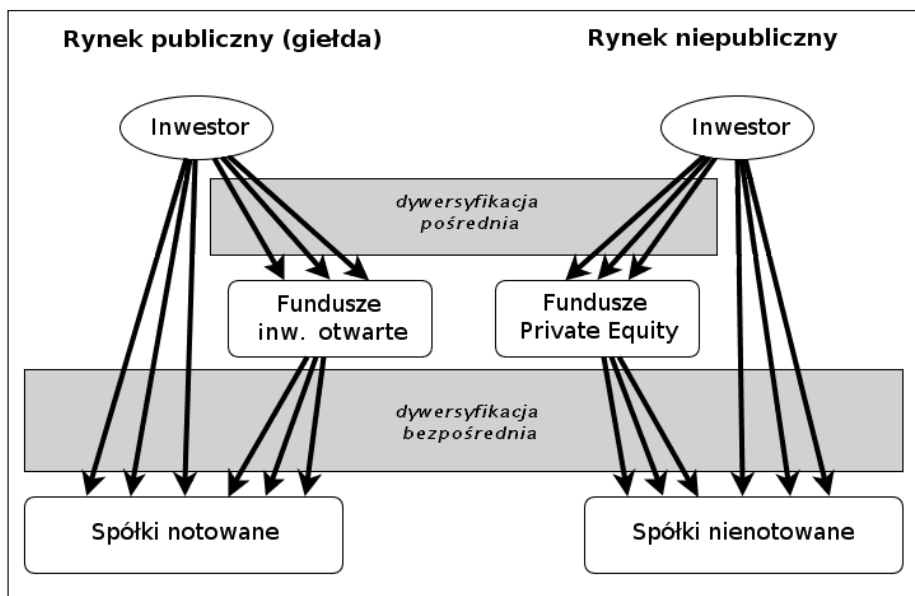 Rynek publiczny (giełda)
Rynek niepubliczny
Inwestor
Inwestor
dywersyfikacja
pośrednia
Fundusze
inw. otwarte
Fundusze
Private Equity
dywersyfikacja
bezpośrednia
Spółki notowane
Spółki nienotowane